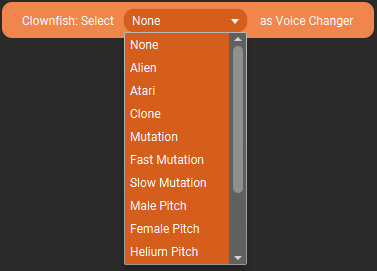 Clownfish: Select None as Voice Changer
None
Alien
Atari
Clone
Mutation
Fast Mutation
Slow Mutation
Male Pitch
Female Pitch
Helium Pitch